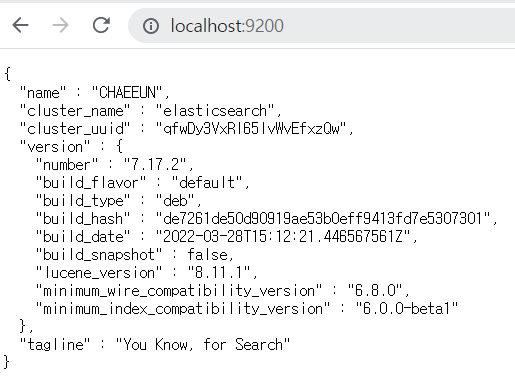 localhost:9200
{
"name" : "CHAEEUN",
"cluster_name" : "elasticsearch",
"cluster_uuid" : "qfwDy3VxRl65lvWvEfxzQw",
"version" : {
"number" : "7.17.2",
"build_flavor" : "default",
"build_type" : "deb",
"build_hash" : "de7261de50d90919ae53b0eff9413fd7e5307301",
"build_date" : "2022-03-28T15:12:21.446567561Z",
"build_snapshot" : false,
"lucene_version" : "8.11.1",
"minimum_wire_compatibility_version" : "6.8.0",
"minimum_index_compatibility_version" : "6.0.0-beta1"
},
"tagline" : "You Know, for Search"
}